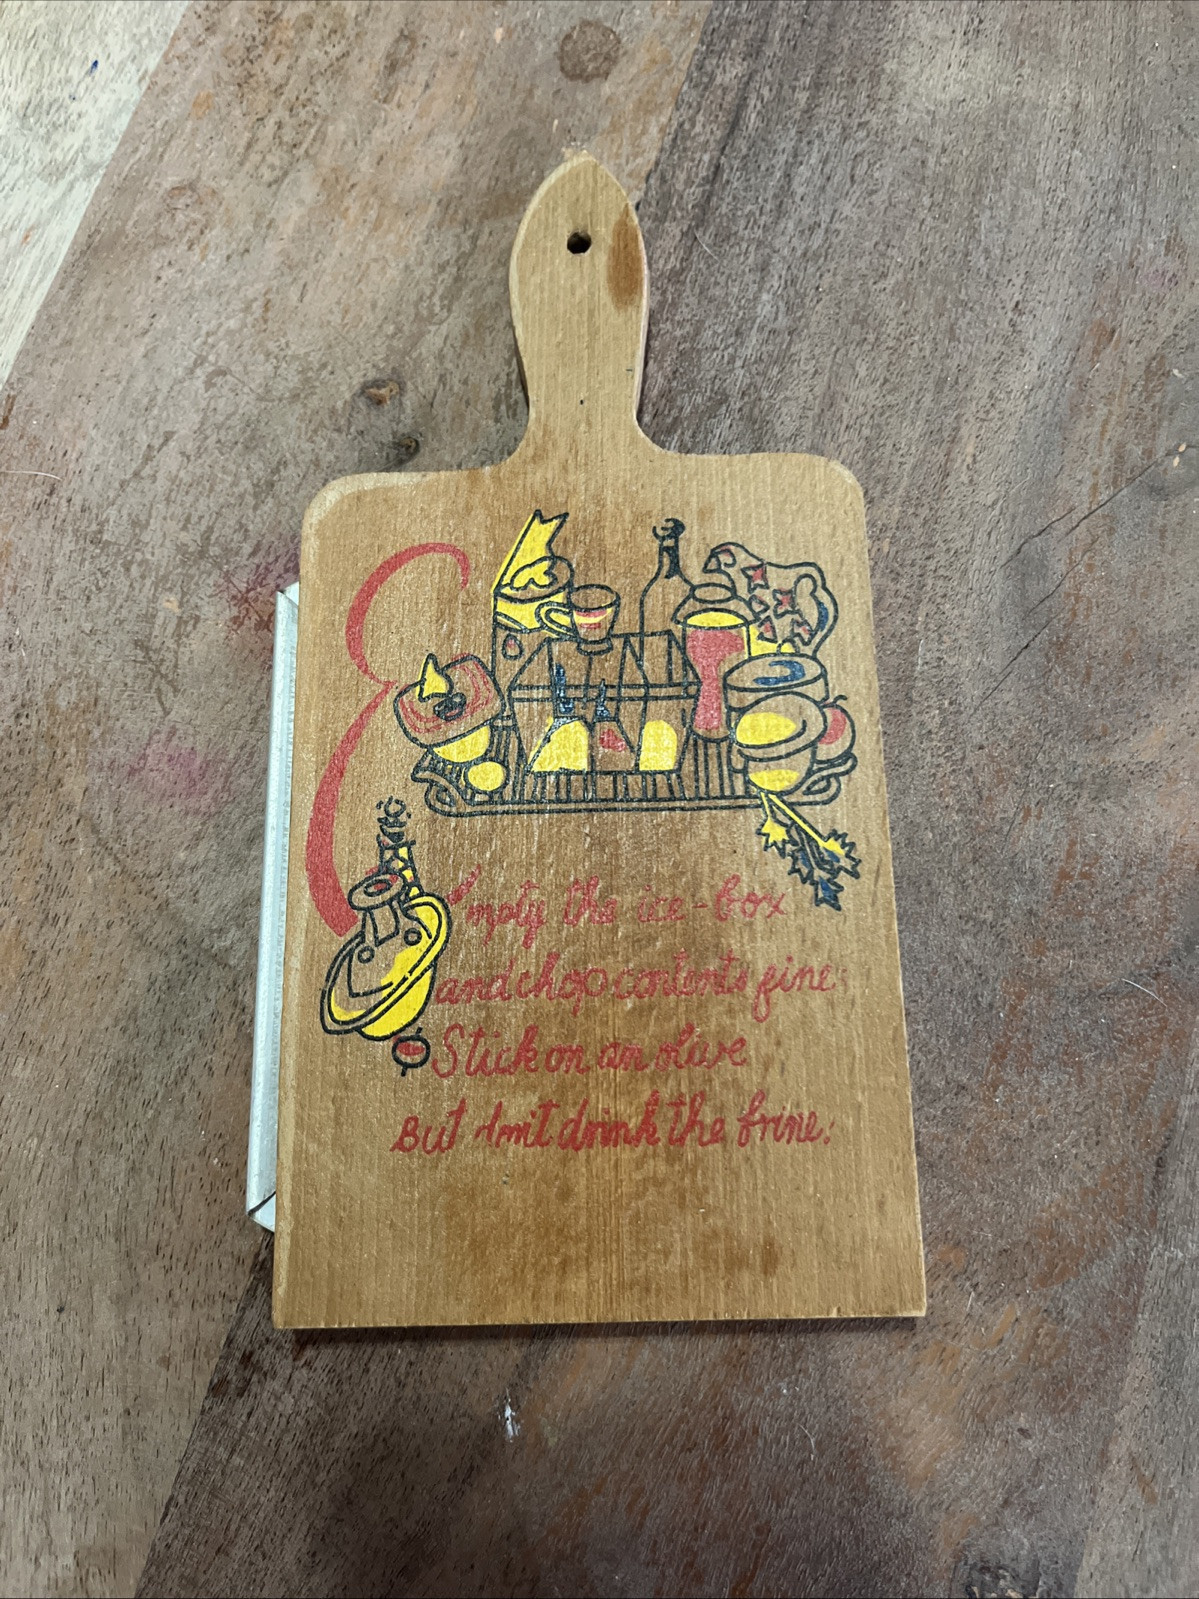 Empty the ice-box
and chop contents fine
Stick on an olive
But don't drink the brine.